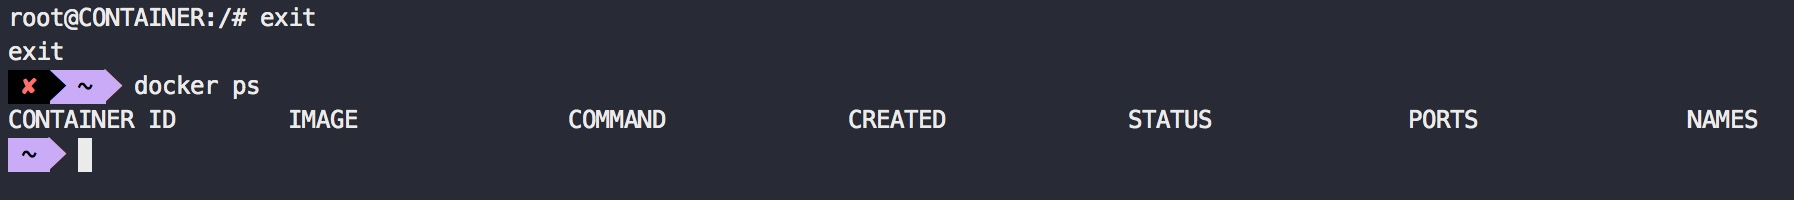 root@CONTAINER:/# exit
exit
✘ ~ docker ps
CONTAINER ID IMAGE COMMAND CREATED STATUS PORTS NAMES
~